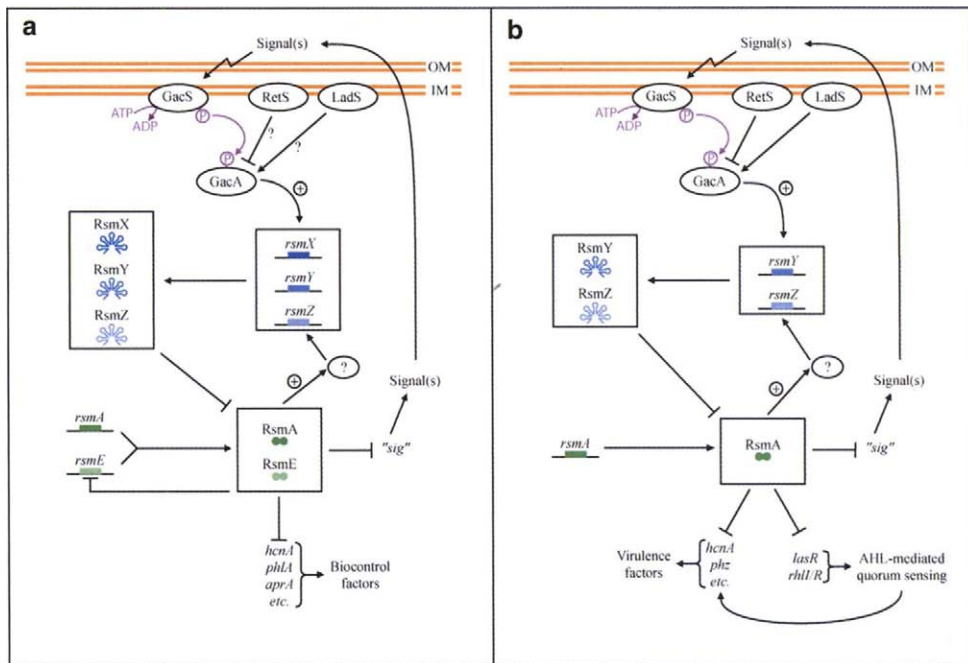 a
Signal(s)
OM
IM
GacS
RetS
LadS
ATP
ADP
P
?
?
P
GacA
+
RsmX
RsmY
RsmZ
rsmX
rsmY
rsmZ
+
?
Signal(s)
rsmA
rsmE
RsmA
RsmE
"sig"
hcnA
phlA
aprA
etc.
Biocontrol
factors
b
Signal(s)
OM
IM
GacS
RetS
LadS
ATP
ADP
P
P
GacA
+
RsmY
RsmZ
rsmY
rsmZ
+
?
Signal(s)
rsmA
RsmA
"sig"
Virulence
factors
hcnA
phz
etc.
lasR
rhlI/R
AHL-mediated
quorum sensing